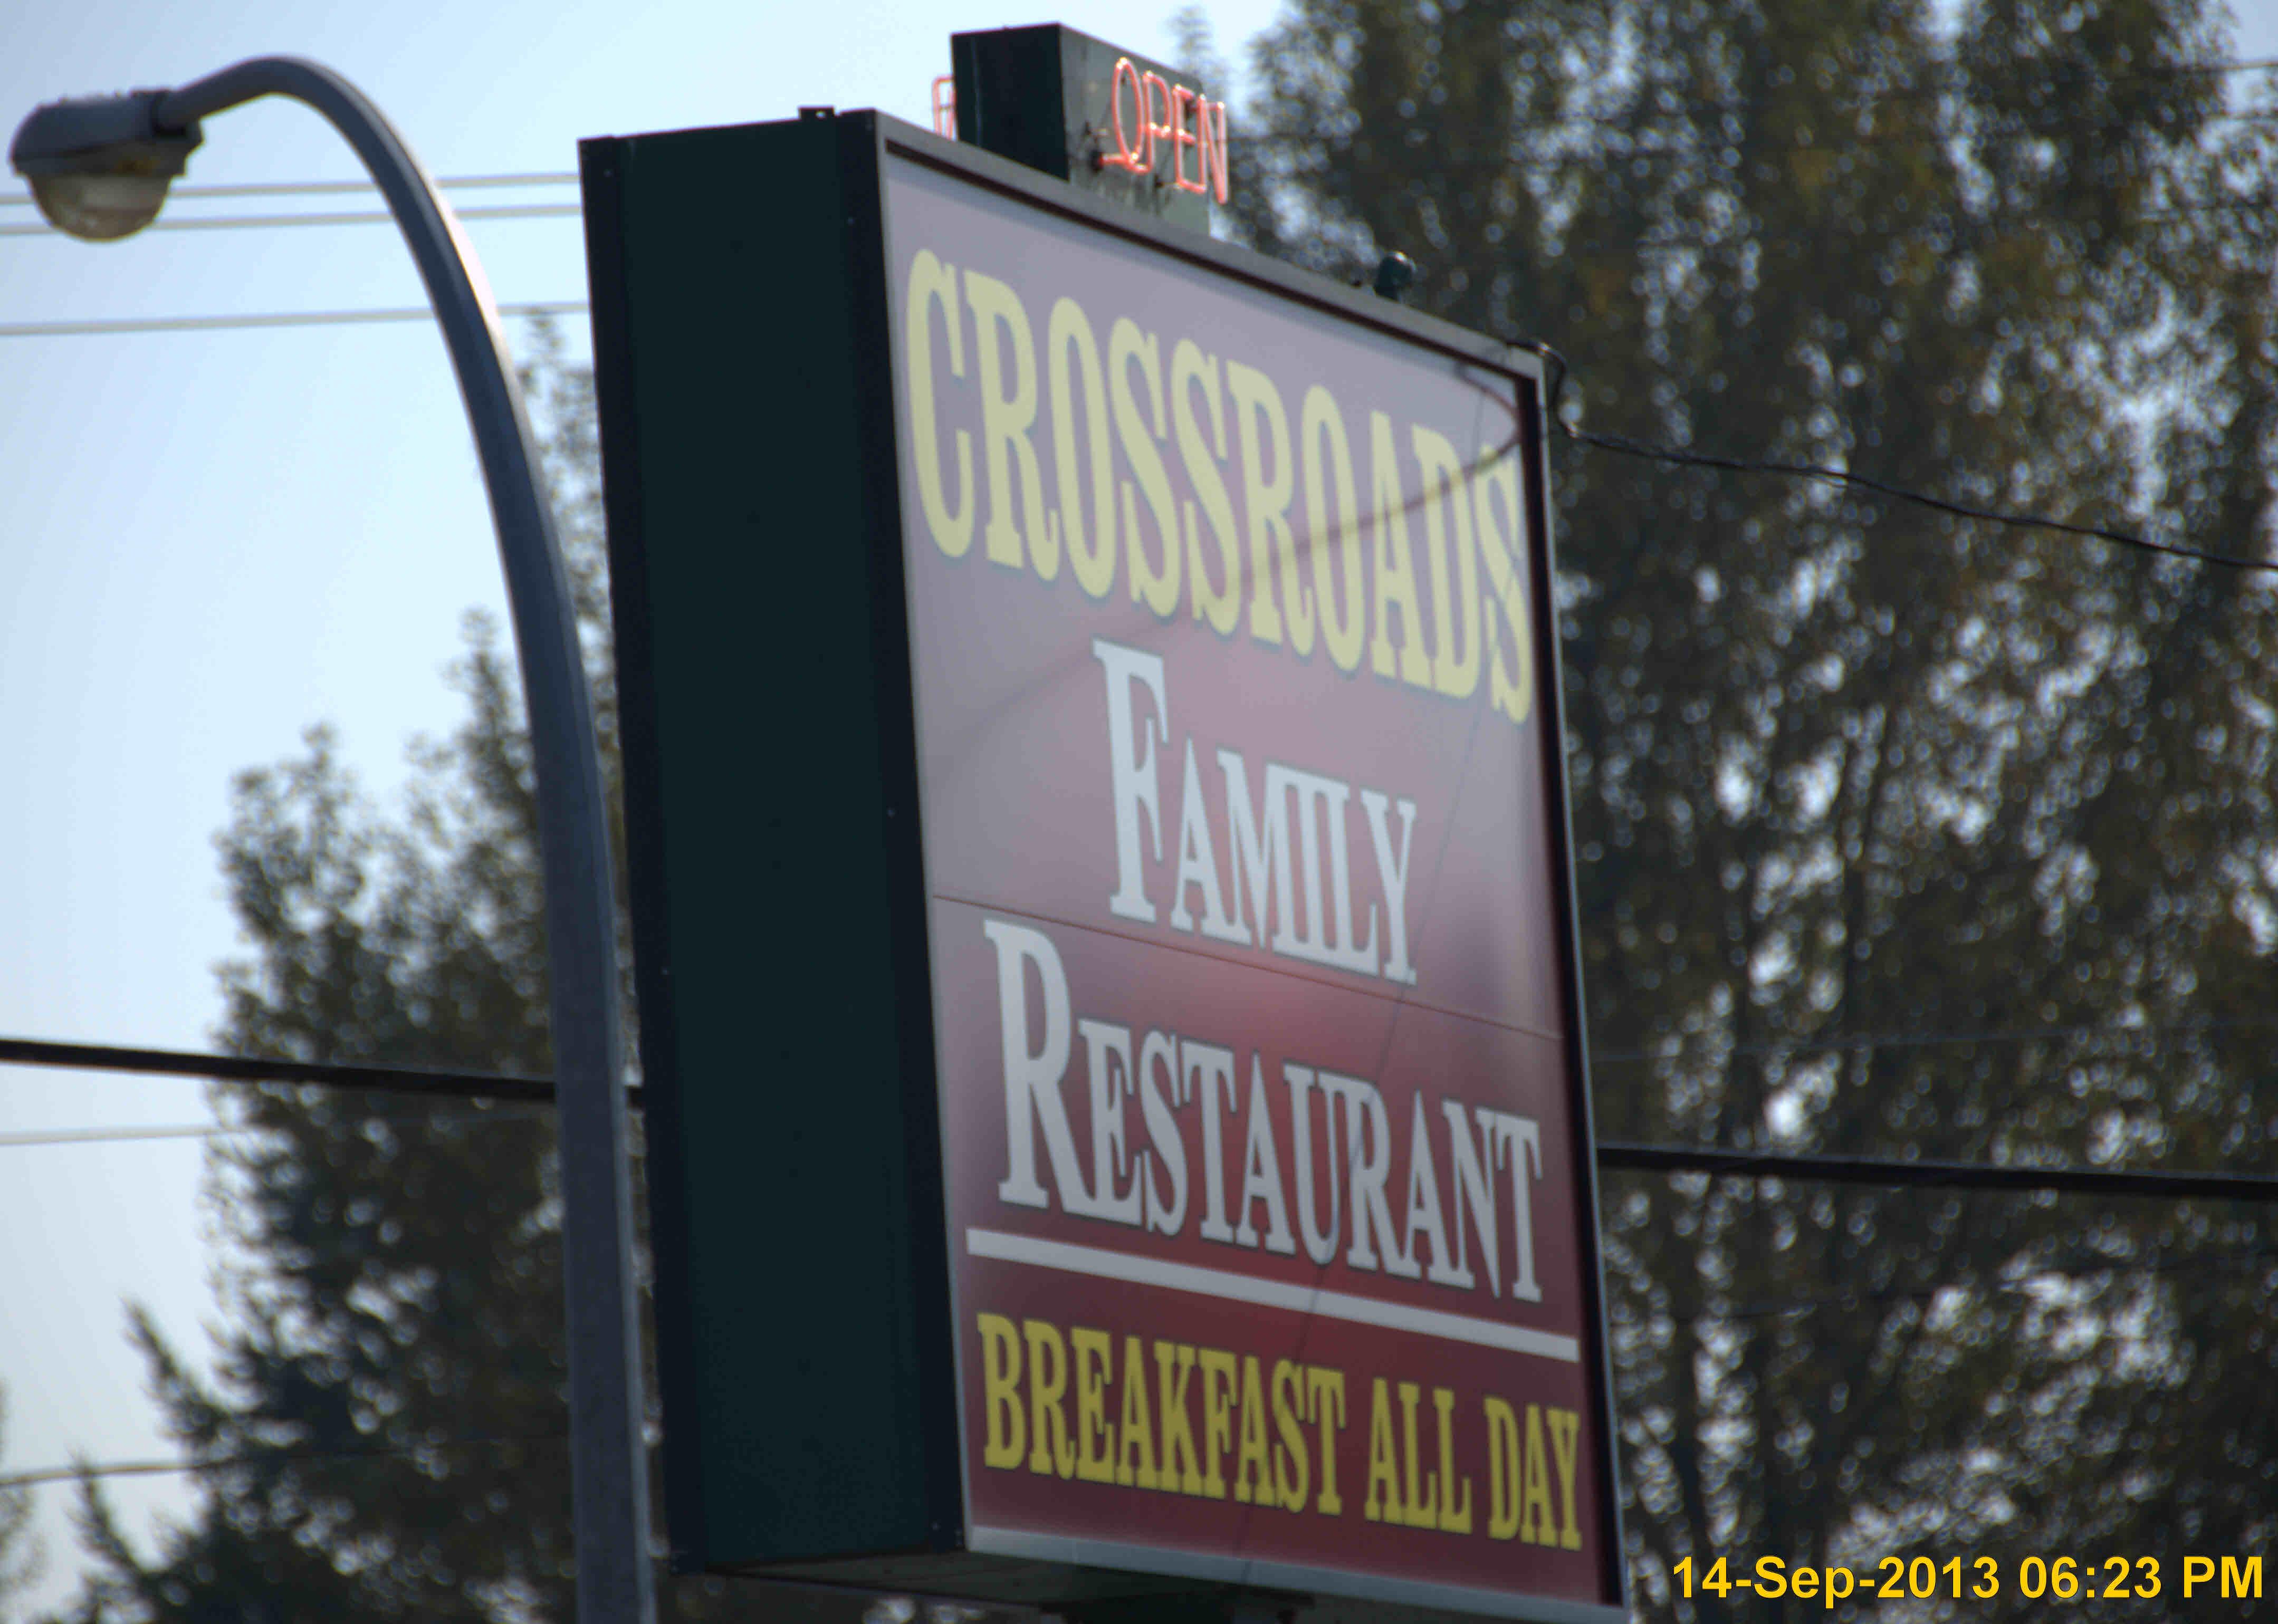 OPEN
CROSSROADS
FAMILY
RESTAURANT
BREAKFAST ALL DAY
14-Sep-2013 06:23 PM